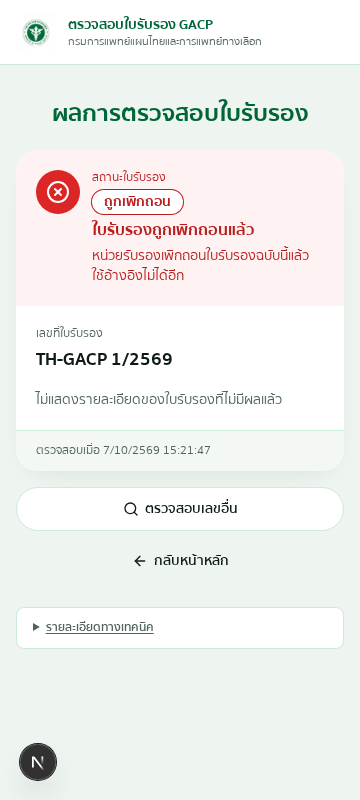 ตรวจสอบใบรับรอง GACP
กรมการแพทย์แผนไทยและการแพทย์ทางเลือก
ผลการตรวจสอบใบรับรอง
สถานะใบรับรอง
ถูกเพิกถอน
ใบรับรองถูกเพิกถอนแล้ว
หน่วยรับรองเพิกถอนใบรับรองฉบับนี้แล้ว
ใช้อ้างอิงไม่ได้อีก
เลขที่ใบรับรอง
TH-GACP 1/2569
ไม่แสดงรายละเอียดของใบรับรองที่ไม่มีผลแล้ว
ตรวจสอบเมื่อ 7/10/2569 15:21:47
ตรวจสอบเลขอื่น
กลับหน้าหลัก
รายละเอียดทางเทคนิค
N